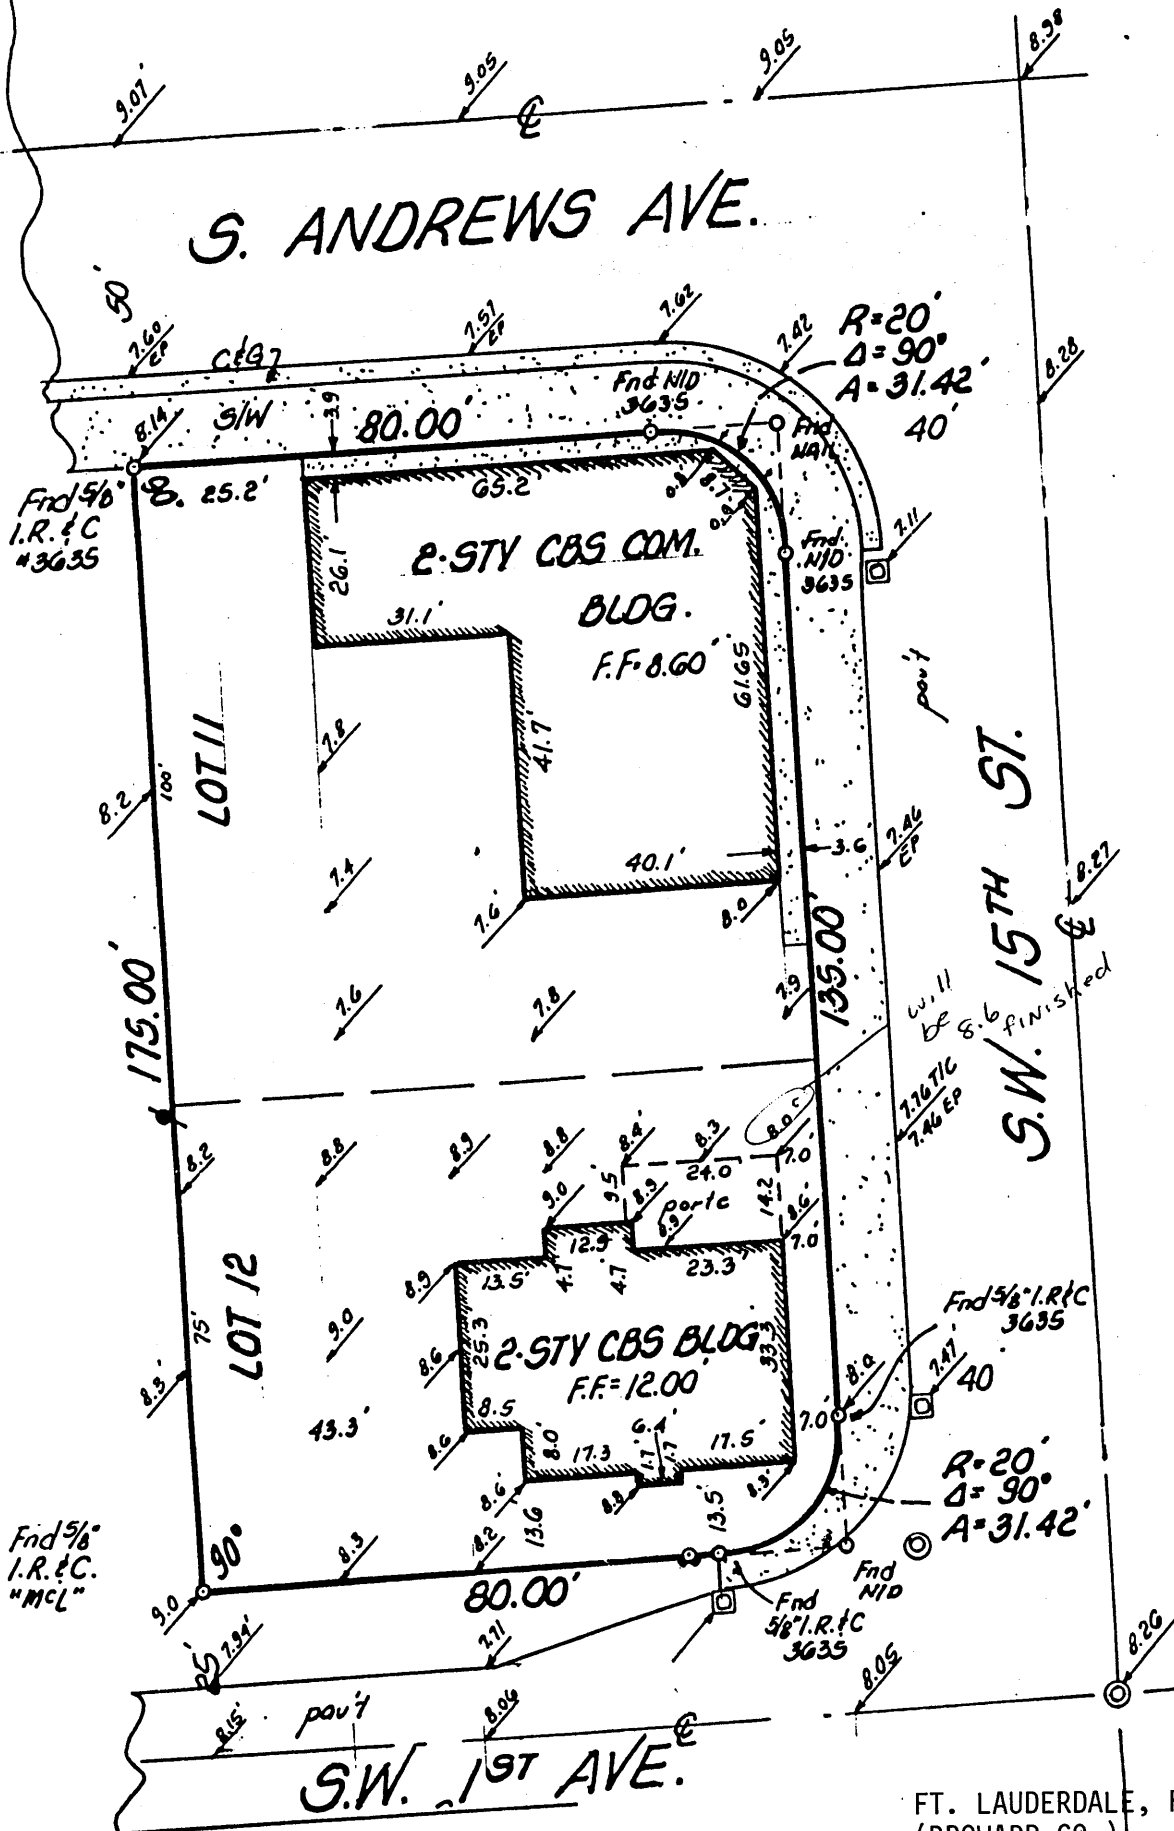 9.07'
9.05
9.05
8.98
℄
S. ANDREWS AVE.
50'
7.60
EP
C&G
7.57
EP
7.62
7.42
R=20'
Δ=90°
A=31.42'
40'
8.28
8.14
S/W
3.9
80.00'
Fnd N/D
3635
Fnd
NAIL
Fnd 5/8"
I.R. & C
#3635
25.2'
65.2'
0.8
8.7
0.9
Fnd.
N/D
3635
7.11
26.1'
2-STY CBS COM.
BLDG.
F.F.=8.60'
31.1'
61.65'
pav't
LOT 11
100'
7.8
41.7'
8.2
7.4
40.1'
3.6'
7.46
EP
S.W. 15TH ST.
8.27
℄
7.6
8.0
175.00'
135.00'
7.6
7.8
7.9
will
be 8.6 finished
7.76 T/C
7.46 EP
8.2
8.8
8.9
8.8
8.4
8.3
8.0
24.0
7.0'
9.5'
9.0
8.9
porte
8.9
14.2
8.6
7.0'
12.9
13.5'
4.7
4.7
23.3'
8.9
LOT 12
75'
9.0
8.6
25.3
2-STY CBS BLDG.
F.F.=12.00'
33.3
Fnd 5/8" I.R. & C
3635
8.3
43.3'
8.5
8.6
8.0'
17.3
6.4'
1.7'
1.7
17.5'
7.0'
8.0
7.47
40'
8.6
8.8
8.3
R=20'
Δ=90°
A=31.42'
Fnd 5/8"
I.R. & C.
"McL"
90°
8.3
8.2
13.6
13.5'
9.0
80.00'
Fnd
5/8" I.R. & C
3635
Fnd
N/D
25'
7.94'
7.71
8.26
8.15'
pav't
8.06
℄
8.05
S.W. 1ST AVE.
FT. LAUDERDALE, F